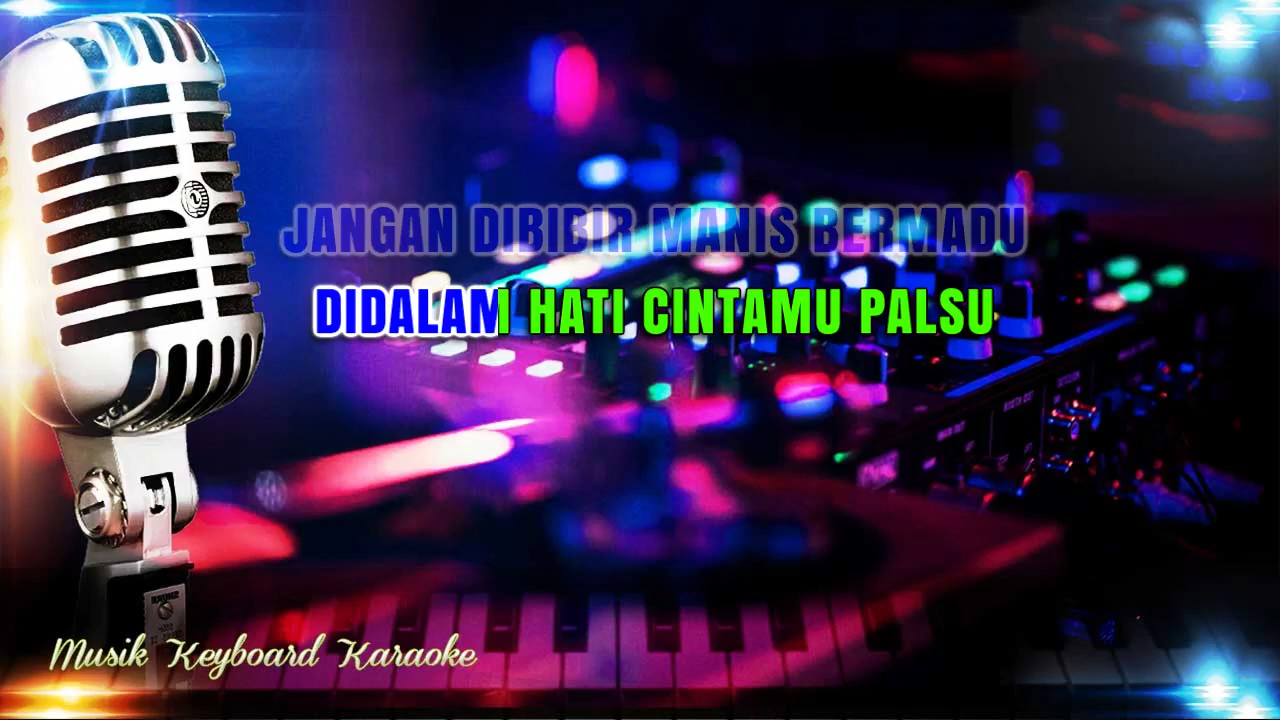 JANGAN DIBIBIR MANIS BERMADU
DIDALAM HATI CINTAMU PALSU
Musik Keyboard Karaoke